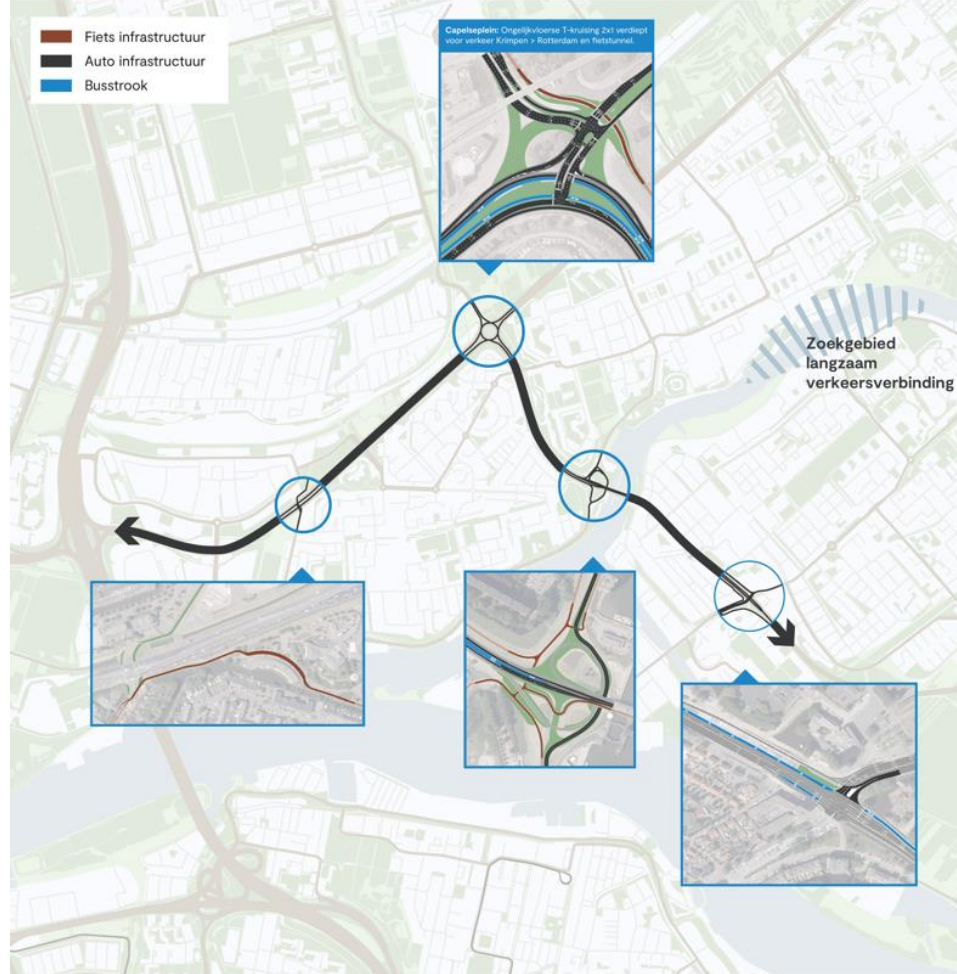 Fiets infrastructuur
Auto infrastructuur
Busstrook
Capelseplein: Ongelijkvloerse T-kruising 2x1 verdiept
voor verkeer Krimpen > Rotterdam en fietstunnel.
Zoekgebied
langzaam
verkeersverbinding